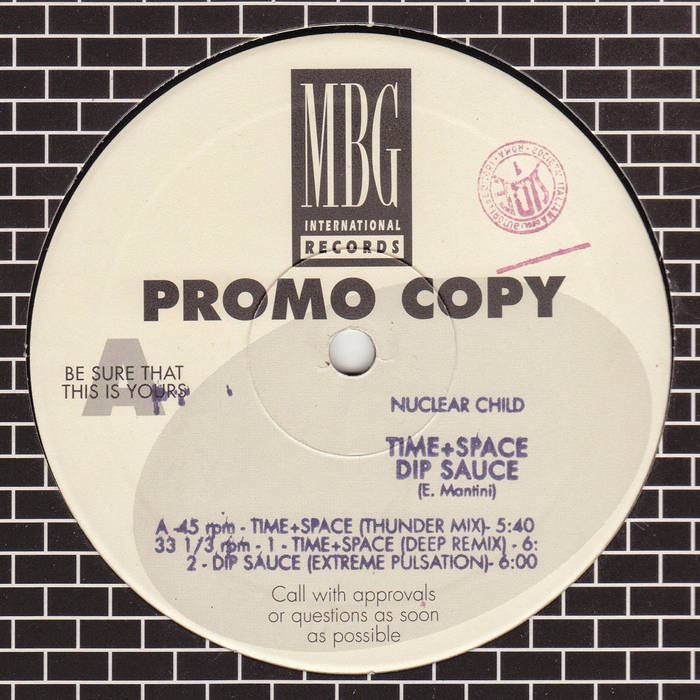 MBG
INTERNATIONAL
RECORDS
PROMO COPY
A
BE SURE THAT
THIS IS YOURS
NUCLEAR CHILD
TIME+SPACE
DIP SAUCE
(E. Mantini)
A -45 rpm - TIME+SPACE (THUNDER MIX)- 5:40
33 1/3 rpm - 1 - TIME+SPACE (DEEP REMIX) - 6:
2 - DIP SAUCE (EXTREME PULSATION)- 6:00
Call with approvals
or questions as soon
as possible